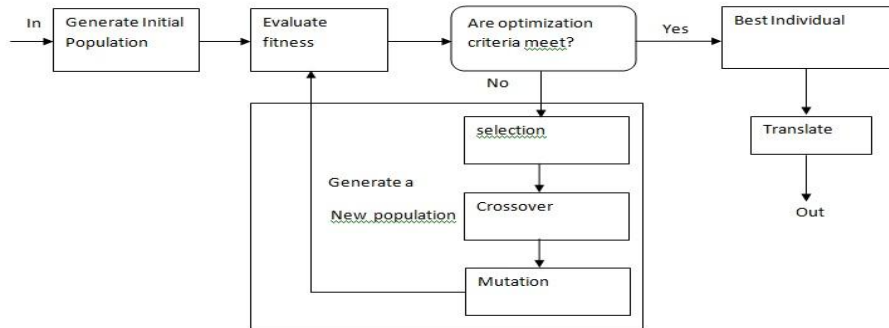 In
Generate Initial
Population
Evaluate
fitness
Are optimization
criteria meet?
Yes
Best Individual
No
selection
Translate
Generate a
New population
Crossover
Out
Mutation